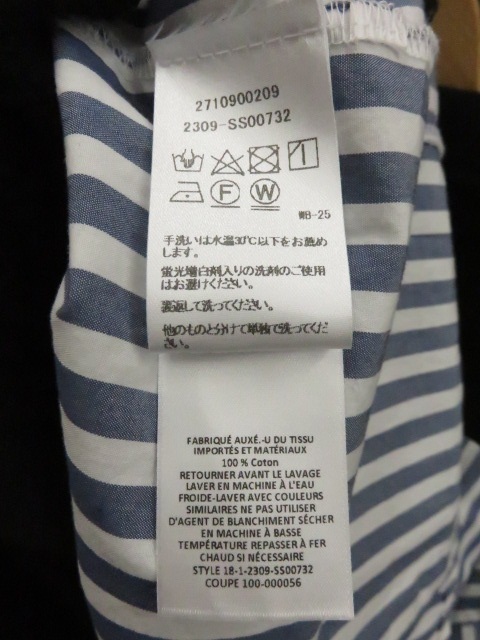 2710900209
2309-SS00732
F W
WB-25
手洗いは水温30℃以下をお薦め
します。
蛍光増白剤入りの洗剤のご使用
はお避けください。
裏返して洗ってください。
他のものと分けて単独で洗ってくだ
さい。
FABRIQUÉ AUXÉ.-U DU TISSU
IMPORTÉS ET MATÉRIAUX
100 % Coton
RETOURNER AVANT LE LAVAGE
LAVER EN MACHINE À L'EAU
FROIDE-LAVER AVEC COULEURS
SIMILAIRES NE PAS UTILISER
D'AGENT DE BLANCHIMENT SÉCHER
EN MACHINE À BASSE
TEMPÉRATURE REPASSER À FER
CHAUD SI NÉCESSAIRE
STYLE 18-1-2309-SS00732
COUPE 100-000056